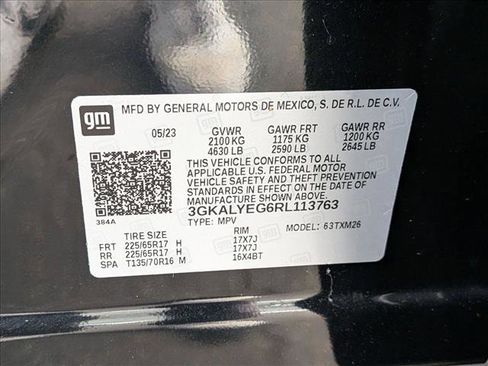 gm
MFD BY GENERAL MOTORS DE MEXICO, S. DE R.L. DE C.V.
05/23 GVWR GAWR FRT GAWR RR
2100 KG 1175 KG 1200 KG
4630 LB 2590 LB 2645 LB
THIS VEHICLE CONFORMS TO ALL
APPLICABLE U.S. FEDERAL MOTOR
VEHICLE SAFETY AND THEFT PREVENTION
STANDARDS IN EFFECT ON THE DATE OF
MANUFACTURE SHOWN ABOVE.
3GKALYEG6RL113763
384A
TYPE: MPV MODEL: 63TXM26
TIRE SIZE RIM
FRT 225/65R17 H 17X7J
RR 225/65R17 H 17X7J
SPA T135/70R16 M 16X4BT